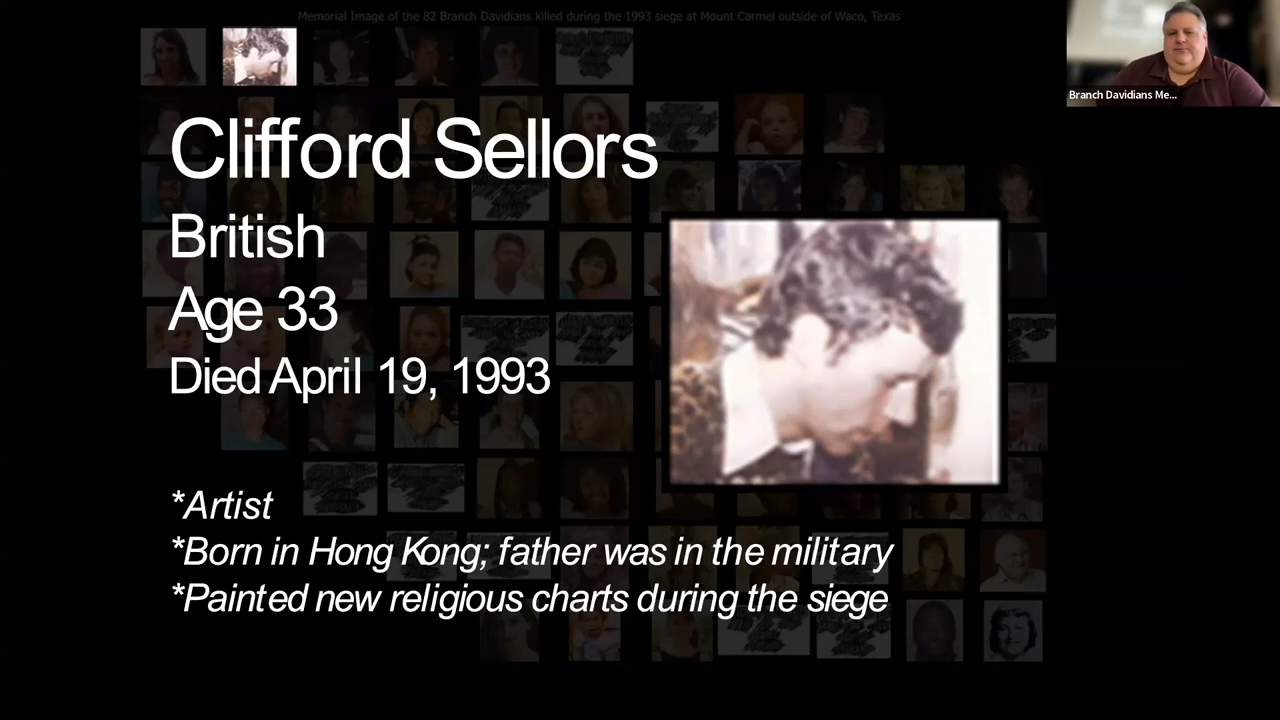 Memorial Image of the 82 Branch Davidians killed during the 1993 siege at Mount Carmel outside of Waco, Texas
Branch Davidians Me...
Clifford Sellors
British
Age 33
Died April 19, 1993
*Artist
*Born in Hong Kong; father was in the military
*Painted new religious charts during the siege